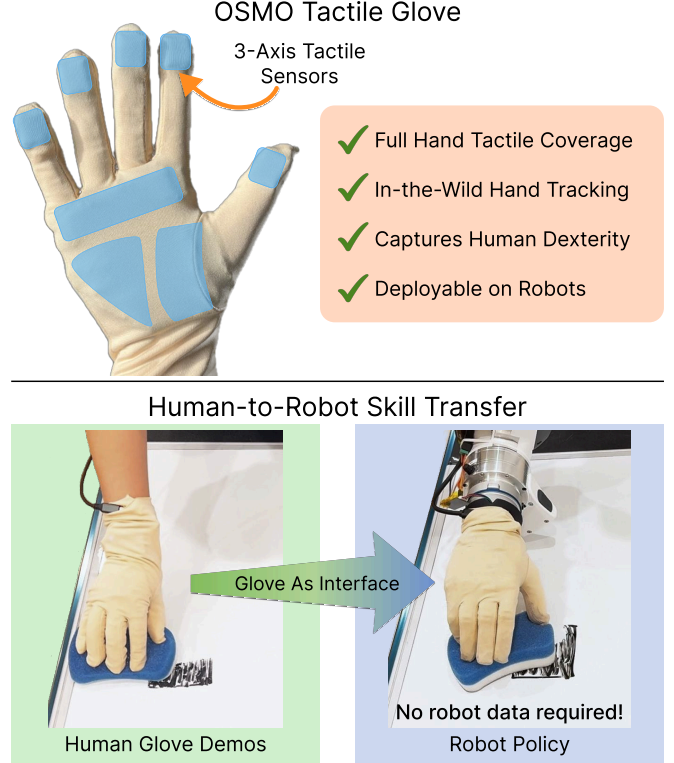 OSMO Tactile Glove
3-Axis Tactile
Sensors
Full Hand Tactile Coverage
In-the-Wild Hand Tracking
Captures Human Dexterity
Deployable on Robots
Human-to-Robot Skill Transfer
Glove As Interface
No robot data required!
Human Glove Demos
Robot Policy